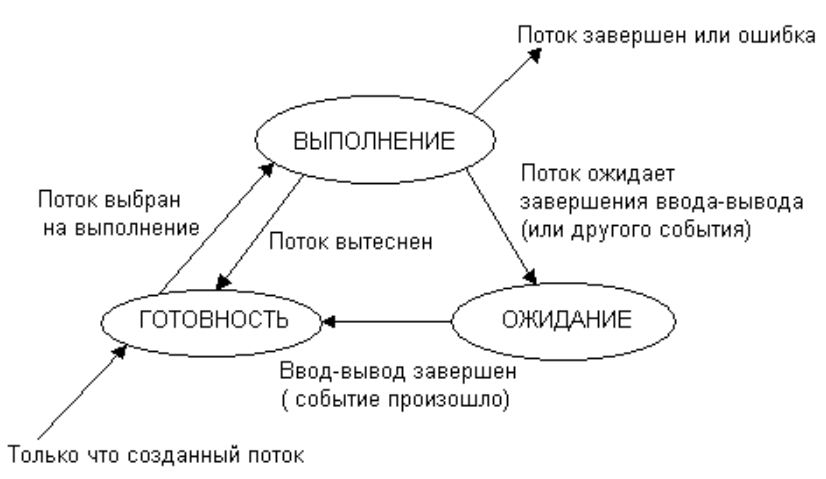 Поток завершен или ошибка
ВЫПОЛНЕНИЕ
Поток ожидает
завершения ввода-вывода
(или другого события)
Поток выбран
на выполнение
Поток вытеснен
ГОТОВНОСТЬ
ОЖИДАНИЕ
Ввод-вывод завершен
( событие произошло)
Только что созданный поток